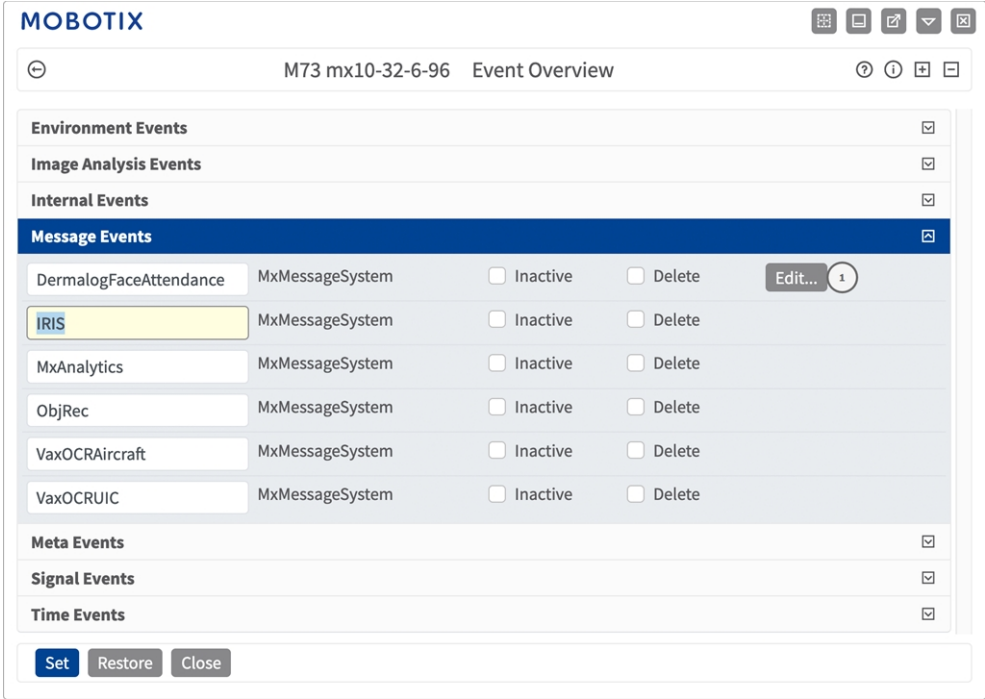 MOBOTIX
M73 mx10-32-6-96 Event Overview
Environment Events
Image Analysis Events
Internal Events
Message Events
DermalogFaceAttendance MxMessageSystem Inactive Delete Edit... 1
IRIS MxMessageSystem Inactive Delete
MxAnalytics MxMessageSystem Inactive Delete
ObjRec MxMessageSystem Inactive Delete
VaxOCRAircraft MxMessageSystem Inactive Delete
VaxOCRUIC MxMessageSystem Inactive Delete
Meta Events
Signal Events
Time Events
Set Restore Close